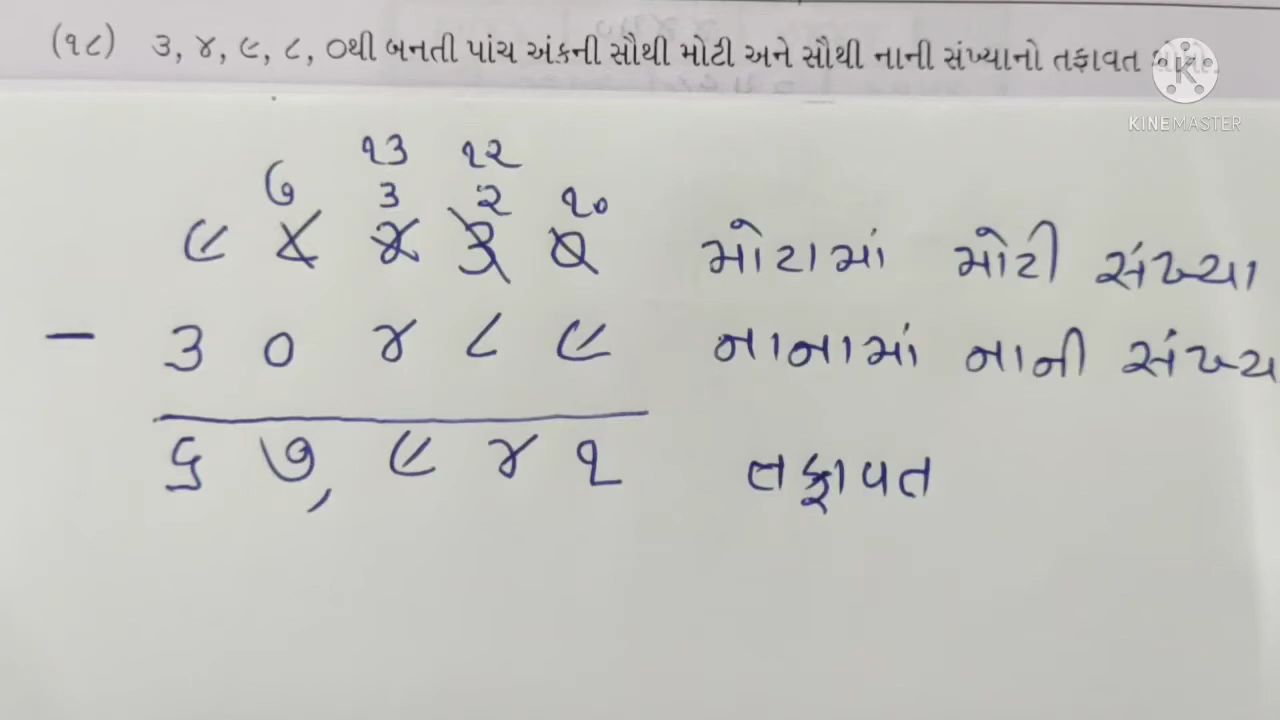 (૧૮) ૩, ૪, ૯, ૮, ૦થી બનતી પાંચ અંકની સૌથી મોટી અને સૌથી નાની સંખ્યાનો તફાવત
KINEMASTER
૧૩ ૧૨
૭ ૩ ૨ ૧૦
૯ ૮ ૪ ૩ ૦ મોટામાં મોટી સંખ્યા
- ૩ ૦ ૪ ૮ ૯ નાનામાં નાની સંખ્ય
૬ ૭, ૯ ૪ ૧ તફાવત